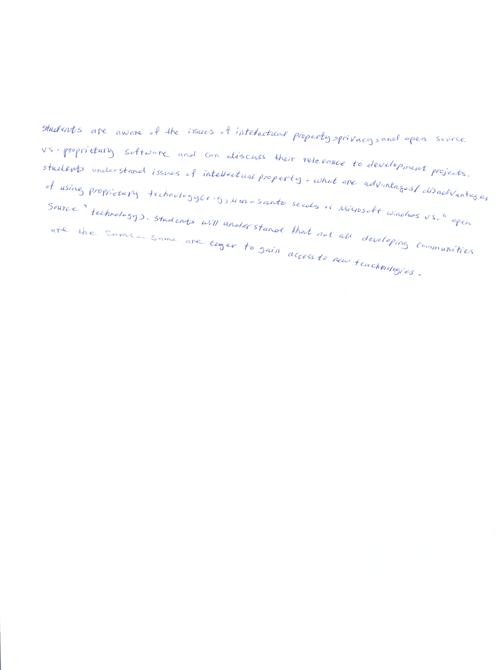 students are aware of the issues of intellectual property, privacy, and open source
vs. proprietary software and can discuss their relevance to development projects.
students understand issues of intellectual property - what are advantages/disadvantages
of using proprietary technology(e.g., Mon-Santo seeds or Microsoft windows vs. "open
Source" technology). Students will understand that not all developing communities
are the same - some are eager to gain access to new teachnologies.